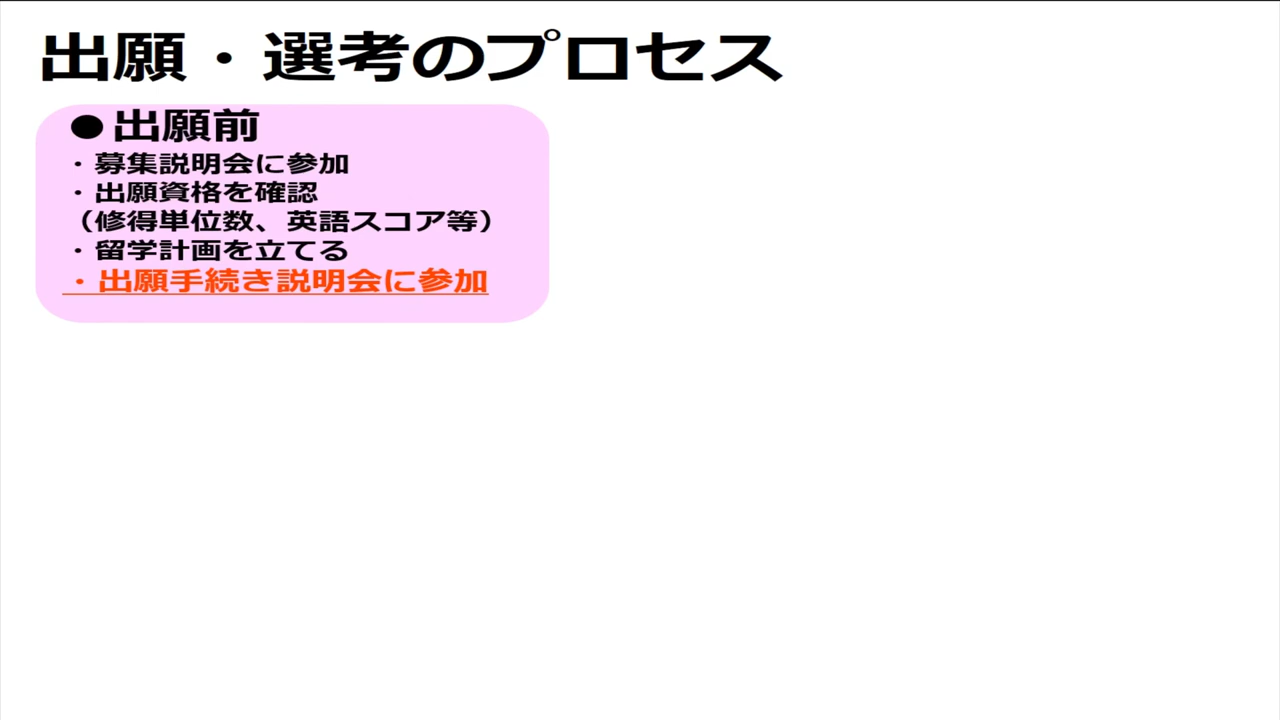 出願・選考のプロセス
●出願前
・募集説明会に参加
・出願資格を確認
（修得単位数、英語スコア等）
・留学計画を立てる
・出願手続き説明会に参加